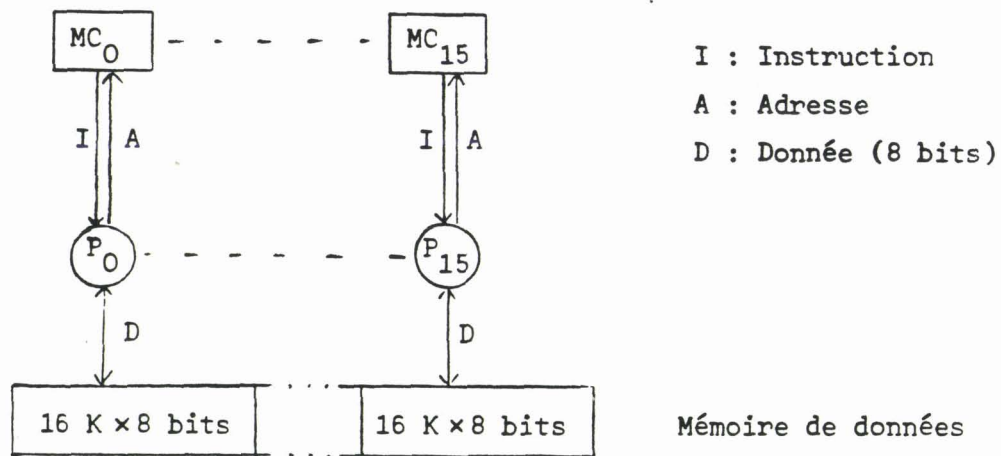 MC0 MC15
I : Instruction
A : Adresse
D : Donnée (8 bits)
I A I A
P0 P15
D D
16 K × 8 bits 16 K × 8 bits Mémoire de données